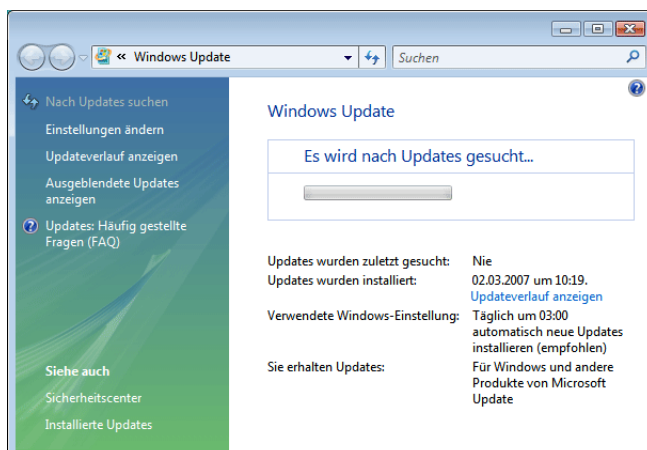 « Windows Update
Suchen
Nach Updates suchen
Einstellungen ändern
Updateverlauf anzeigen
Ausgeblendete Updates
anzeigen
Updates: Häufig gestellte
Fragen (FAQ)
Siehe auch
Sicherheitscenter
Installierte Updates
Windows Update
Es wird nach Updates gesucht...
Updates wurden zuletzt gesucht: Nie
Updates wurden installiert: 02.03.2007 um 10:19.
Updateverlauf anzeigen
Verwendete Windows-Einstellung: Täglich um 03:00
automatisch neue Updates
installieren (empfohlen)
Sie erhalten Updates: Für Windows und andere
Produkte von Microsoft
Update